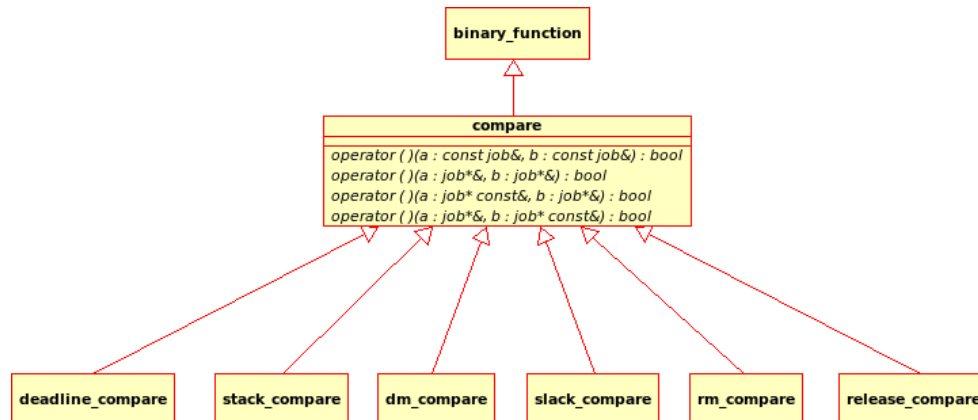 binary_function
compare
operator ( )(a : const job&, b : const job&) : bool
operator ( )(a : job*&, b : job*&) : bool
operator ( )(a : job* const&, b : job*&) : bool
operator ( )(a : job*&, b : job* const&) : bool
deadline_compare
stack_compare
dm_compare
slack_compare
rm_compare
release_compare